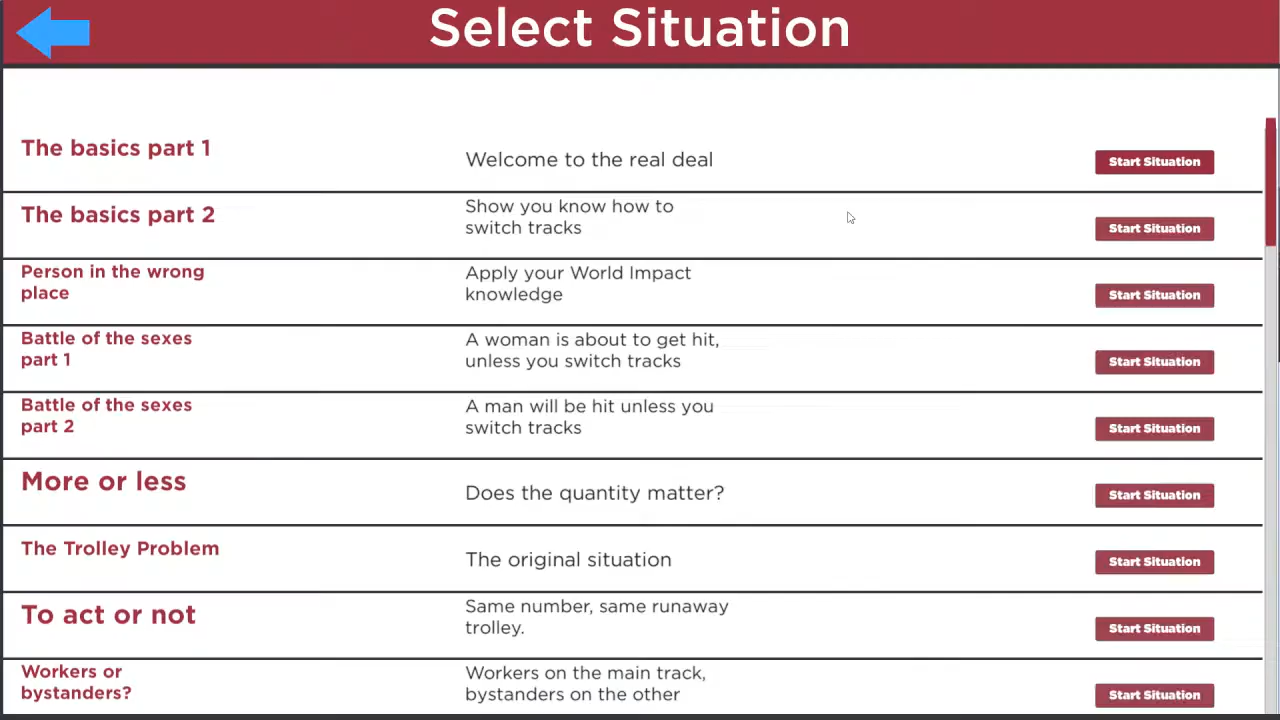 Select Situation
The basics part 1
Welcome to the real deal
Start Situation
The basics part 2
Show you know how to
switch tracks
Start Situation
Person in the wrong
place
Apply your World Impact
knowledge
Start Situation
Battle of the sexes
part 1
A woman is about to get hit,
unless you switch tracks
Start Situation
Battle of the sexes
part 2
A man will be hit unless you
switch tracks
Start Situation
More or less
Does the quantity matter?
Start Situation
The Trolley Problem
The original situation
Start Situation
To act or not
Same number, same runaway
trolley.
Start Situation
Workers or
bystanders?
Workers on the main track,
bystanders on the other
Start Situation